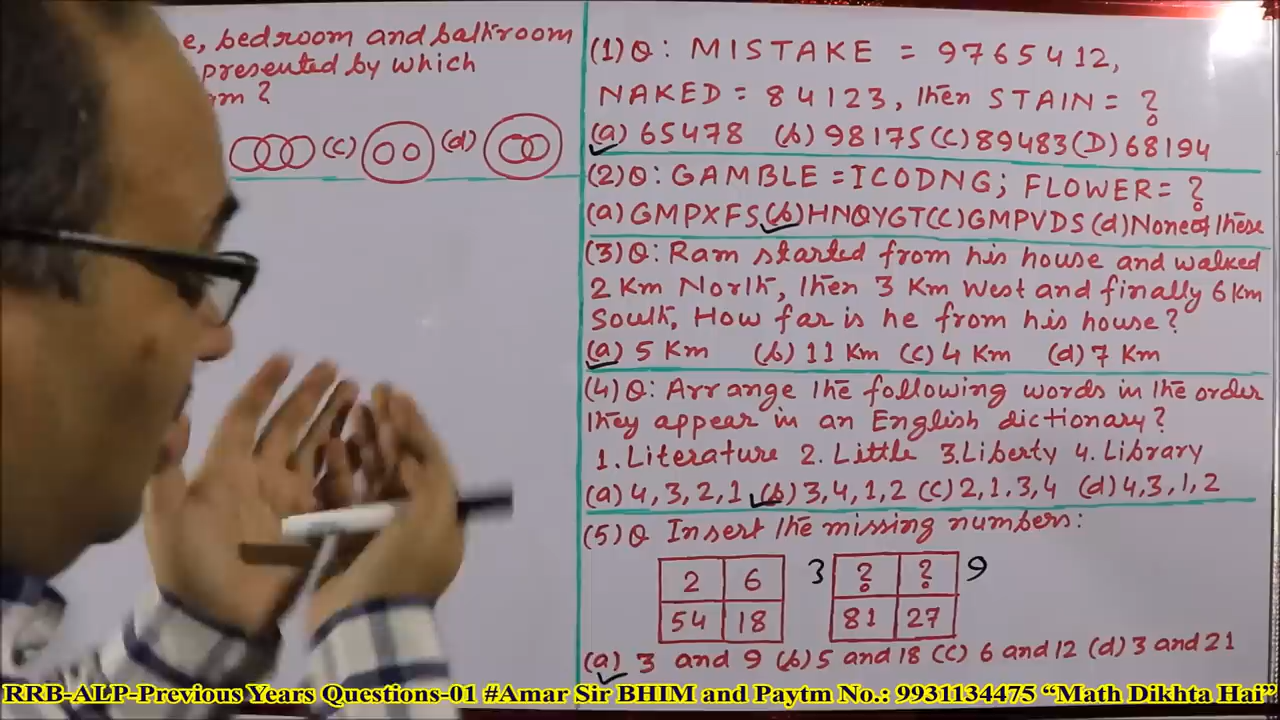 bedroom and bathroom
presented by which
?
(c) (d)
(1)Q: MISTAKE = 9765412,
NAKED = 84123, then STAIN = ?
(a) 65478 (b) 98175 (C) 89483 (D) 68194
(2)Q: GAMBLE = ICODNG; FLOWER = ?
(a) GMPXFS (b) HNQYGT (C) GMPVDS (d) None of these
(3)Q: Ram started from his house and walked
2 Km North, then 3 Km West and finally 6 Km
South, How far is he from his house?
(a) 5 Km (b) 11 Km (c) 4 Km (d) 7 Km
(4)Q: Arrange the following words in the order
they appear in an English dictionary?
1. Literature 2. Little 3. Liberty 4. Library
(a) 4, 3, 2, 1 (b) 3, 4, 1, 2 (c) 2, 1, 3, 4 (d) 4, 3, 1, 2
(5)Q Insert the missing numbers:
2 6 3 ? ? 9
54 18 81 27
(a) 3 and 9 (b) 5 and 18 (c) 6 and 12 (d) 3 and 21
RRB-ALP-Previous Years Questions-01 #Amar Sir BHIM and Paytm No.: 9931134475 “Math Dikhta Hai”